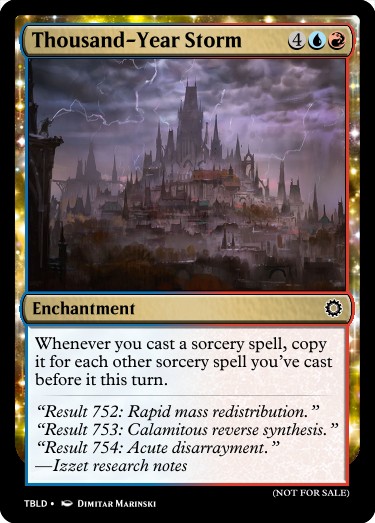 Thousand-Year Storm 4
Enchantment
Whenever you cast a sorcery spell, copy
it for each other sorcery spell you've cast
before it this turn.
“Result 752: Rapid mass redistribution.”
“Result 753: Calamitous reverse synthesis.”
“Result 754: Acute disarrayment.”
—Izzet research notes
(NOT FOR SALE)
TBLD • Dimitar Marinski